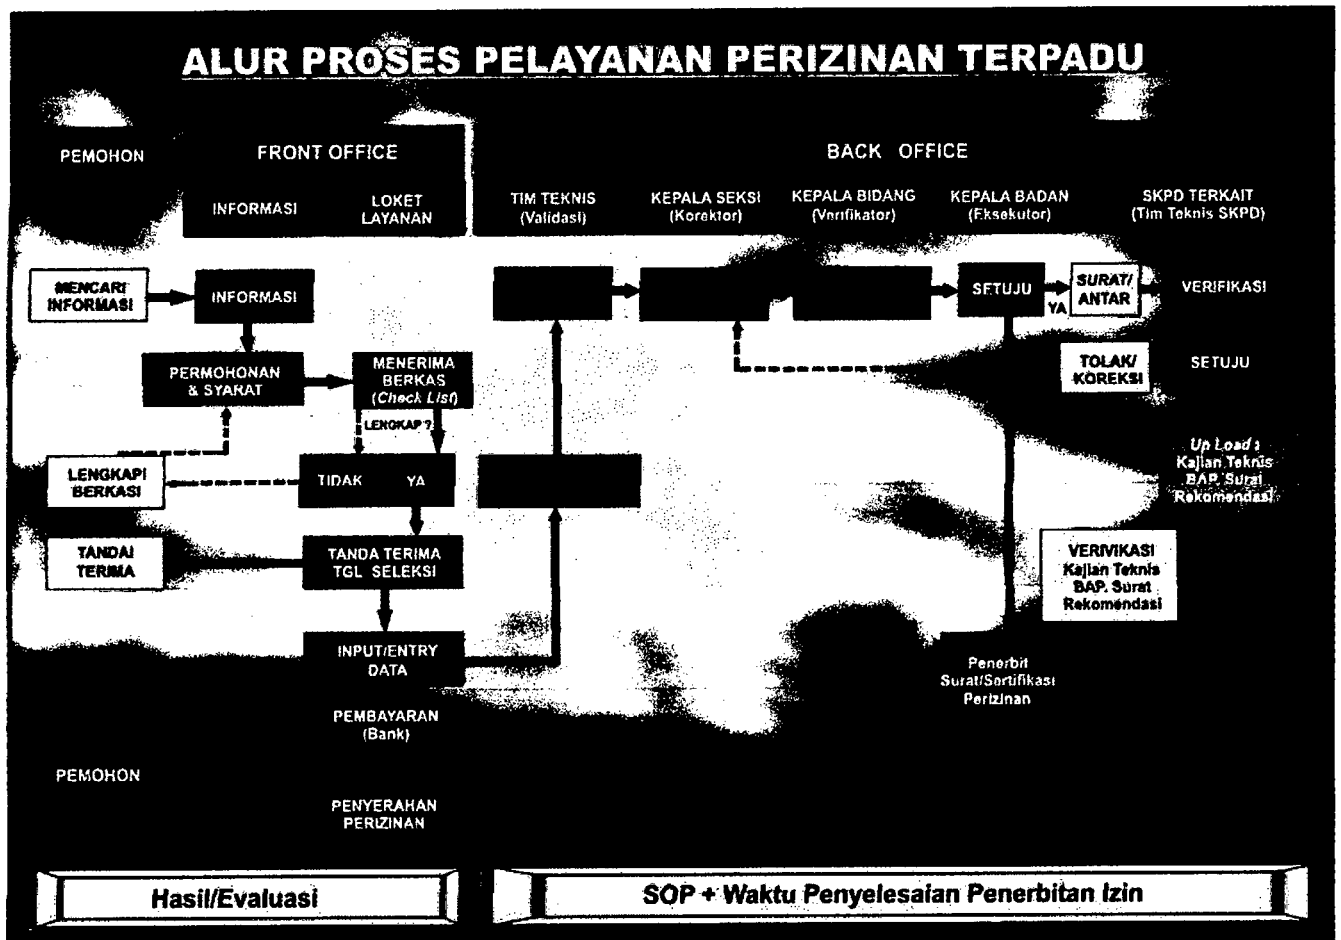 ALUR PROSES PELAYANAN PERIZINAN TERPADU
PEMOHON
FRONT OFFICE
BACK OFFICE
INFORMASI
LOKET
LAYANAN
TIM TEKNIS
(Validasi)
KEPALA SEKSI
(Korektor)
KEPALA BIDANG
(Verifikator)
KEPALA BADAN
(Eksekutor)
SKPD TERKAIT
(Tim Teknis SKPD)
MENCARI
INFORMASI
INFORMASI
SETUJU
YA
SURAT/
ANTAR
VERIFIKASI
PERMOHONAN
& SYARAT
MENERIMA
BERKAS
(Check List)
TOLAK/
KOREKSI
SETUJU
LENGKAP ?
LENGKAPI
BERKASI
TIDAK YA
Up Load :
Kajian Teknis
BAP. Surat
Rekomendasi
TANDAI
TERIMA
TANDA TERIMA
TGL SELEKSI
VERIVIKASI
Kajian Teknis
BAP. Surat
Rekomendasi
INPUT/ENTRY
DATA
Penerbit
Surat/Sertifikasi
Perizinan
PEMBAYARAN
(Bank)
PEMOHON
PENYERAHAN
PERIZINAN
Hasil/Evaluasi
SOP + Waktu Penyelesaian Penerbitan Izin